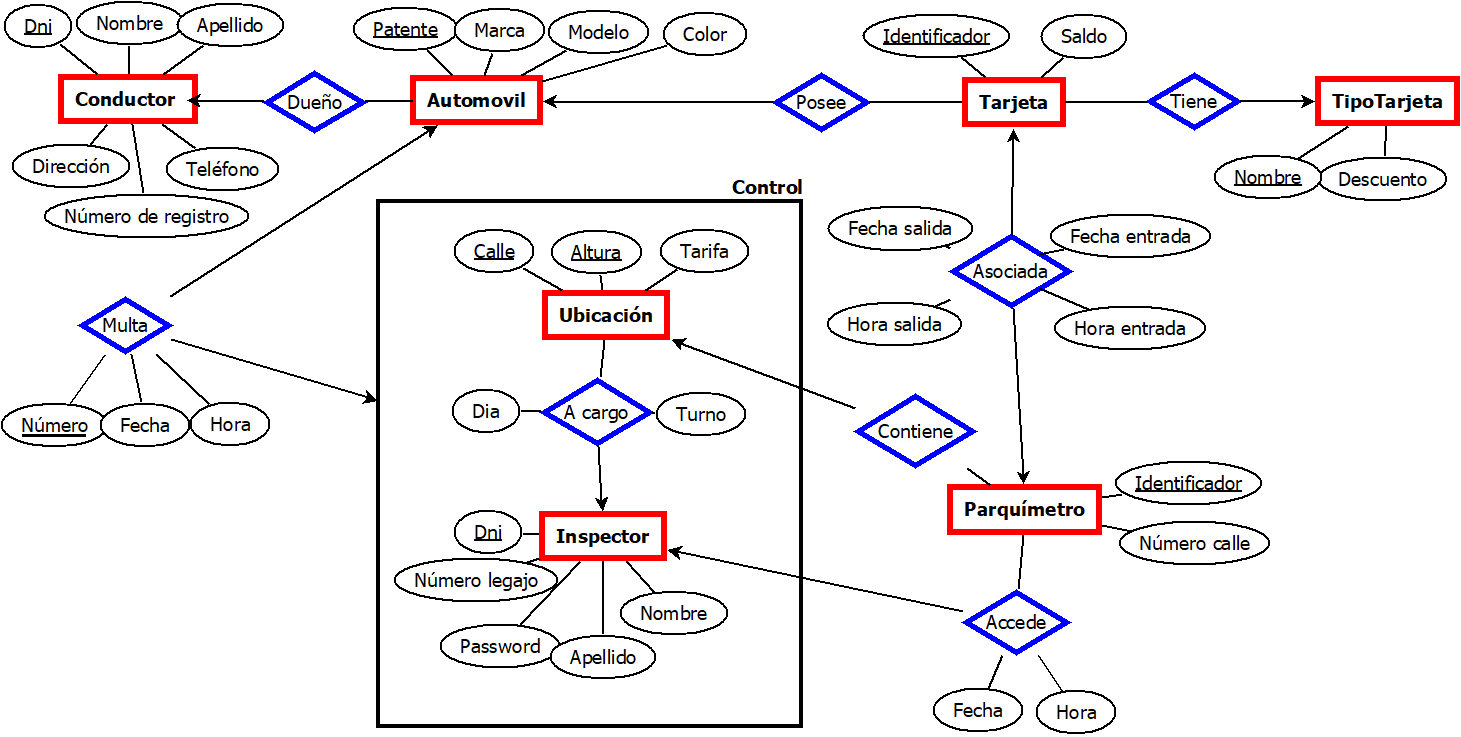 Dni
Nombre
Apellido
Conductor
Dirección
Teléfono
Número de registro
Dueño
Patente
Marca
Modelo
Color
Automovil
Posee
Identificador
Saldo
Tarjeta
Tiene
TipoTarjeta
Nombre
Descuento
Control
Calle
Altura
Tarifa
Ubicación
Fecha salida
Fecha entrada
Asociada
Hora salida
Hora entrada
Multa
Número
Fecha
Hora
Dia
A cargo
Turno
Contiene
Identificador
Parquímetro
Número calle
Dni
Inspector
Número legajo
Nombre
Password
Apellido
Accede
Fecha
Hora